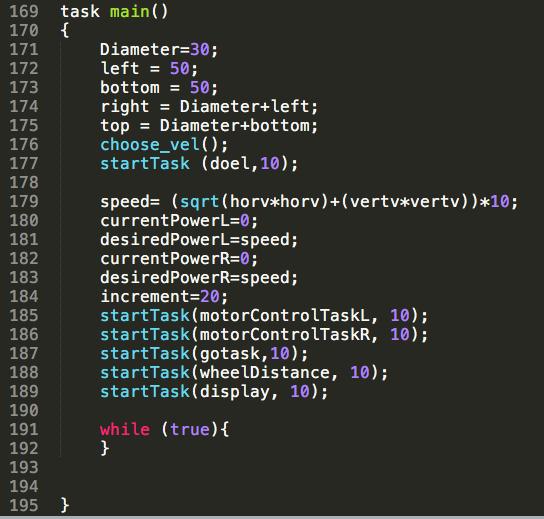 169 task main()
170 {
171     Diameter=30;
172     left = 50;
173     bottom = 50;
174     right = Diameter+left;
175     top = Diameter+bottom;
176     choose_vel();
177     startTask (doel,10);
178
179     speed= (sqrt(horv*horv)+(vertv*vertv))*10;
180     currentPowerL=0;
181     desiredPowerL=speed;
182     currentPowerR=0;
183     desiredPowerR=speed;
184     increment=20;
185     startTask(motorControlTaskL, 10);
186     startTask(motorControlTaskR, 10);
187     startTask(gotask,10);
188     startTask(wheelDistance, 10);
189     startTask(display, 10);
190
191     while (true){
192     }
193
194
195 }